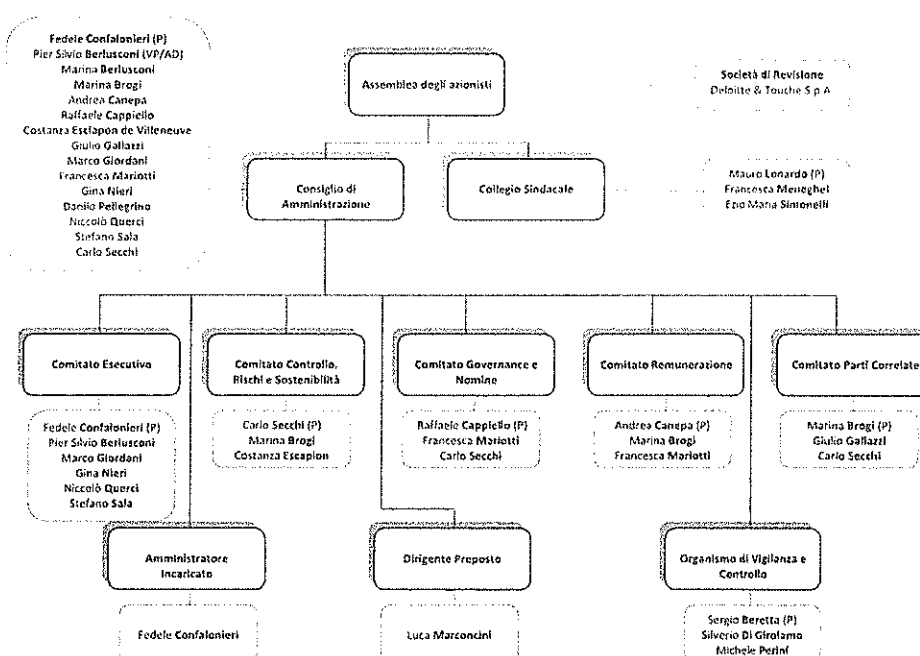 Fedele Confalonieri (P)
Pier Silvio Berlusconi (VP/AD)
Marina Berlusconi
Marina Brogi
Andrea Canepa
Raffaele Cappiello
Costanza Esclapon de Villeneuve
Giulio Gallazzi
Marco Giordani
Francesca Mariotti
Gina Nieri
Danilo Pellegrino
Niccolò Querci
Stefano Sala
Carlo Secchi
Assemblea degli azionisti
Società di Revisione
Deloitte & Touche S p A
Consiglio di
Amministrazione
Collegio Sindacale
Mauro Lonardo (P)
Francesca Meneghel
Ezio Maria Simonelli
Comitato Esecutivo
Fedele Confalonieri (P)
Pier Silvio Berlusconi
Marco Giordani
Gina Nieri
Niccolò Querci
Stefano Sala
Comitato Controllo,
Rischi e Sostenibilità
Carlo Secchi (P)
Marina Brogi
Costanza Escapion
Comitato Governance e
Nomine
Raffaele Cappiello (P)
Francesca Mariotti
Carlo Secchi
Comitato Remunerazione
Andrea Canepa (P)
Marina Brogi
Francesca Mariotti
Comitato Parti Correlate
Marina Brogi (P)
Giulio Gallazzi
Carlo Secchi
Amministratore
Incaricato
Fedele Confalonieri
Dirigente Preposto
Luca Marconcini
Organismo di Vigilanza e
Controllo
Sergio Beretta (P)
Silverio Di Girolamo
Michele Perini